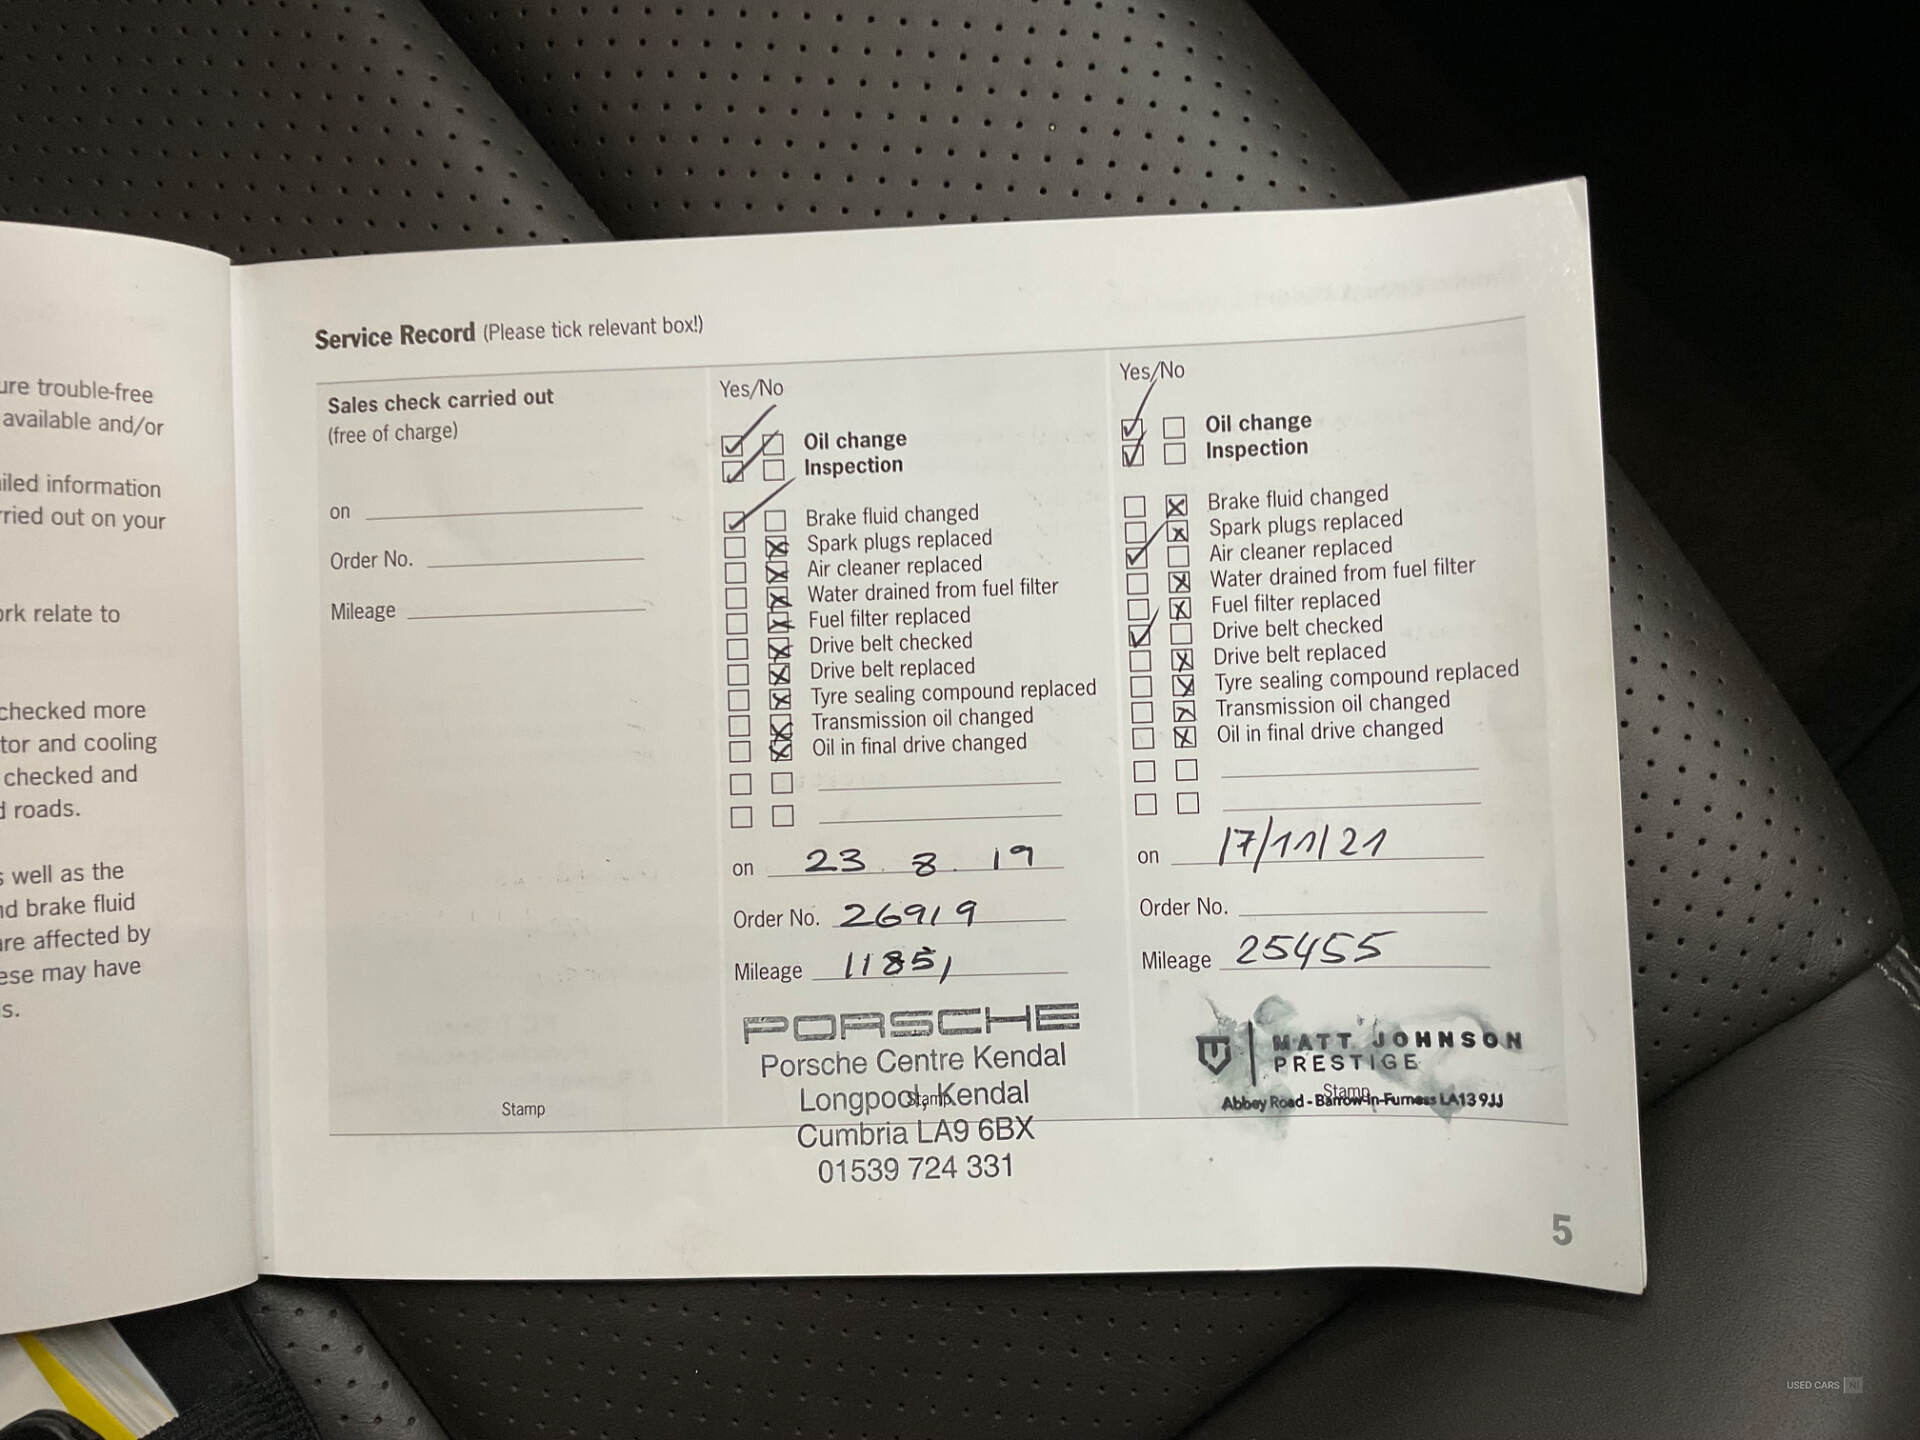 ure trouble-free
available and/or
ailed information
rried out on your
ork relate to
checked more
tor and cooling
checked and
d roads.
s well as the
nd brake fluid
are affected by
ese may have
s.
Service Record (Please tick relevant box!)
Sales check carried out
(free of charge)
on
Order No.
Mileage
Stamp
Yes/No
Oil change
Inspection
Brake fluid changed
Spark plugs replaced
Air cleaner replaced
Water drained from fuel filter
Fuel filter replaced
Drive belt checked
Drive belt replaced
Tyre sealing compound replaced
Transmission oil changed
Oil in final drive changed
on 23.8.19
Order No. 26919
Mileage 11851
PORSCHE
Porsche Centre Kendal
Longpool, Kendal
Stamp
Cumbria LA9 6BX
01539 724 331
Yes/No
Oil change
Inspection
Brake fluid changed
Spark plugs replaced
Air cleaner replaced
Water drained from fuel filter
Fuel filter replaced
Drive belt checked
Drive belt replaced
Tyre sealing compound replaced
Transmission oil changed
Oil in final drive changed
on 17/11/21
Order No.
Mileage 25455
MATT JOHNSON
PRESTIGE
Stamp
Abbey Road - Barrow-in-Furness LA13 9JJ
5
USED CARS NI